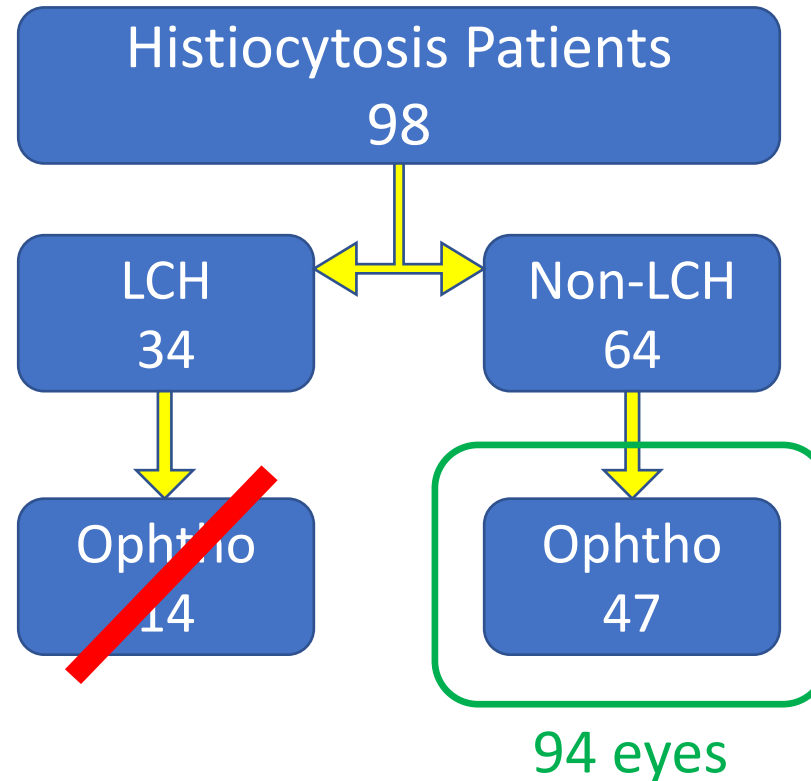 Histiocytosis Patients
98
LCH
34
Non-LCH
64
Ophtho
14
Ophtho
47
94 eyes